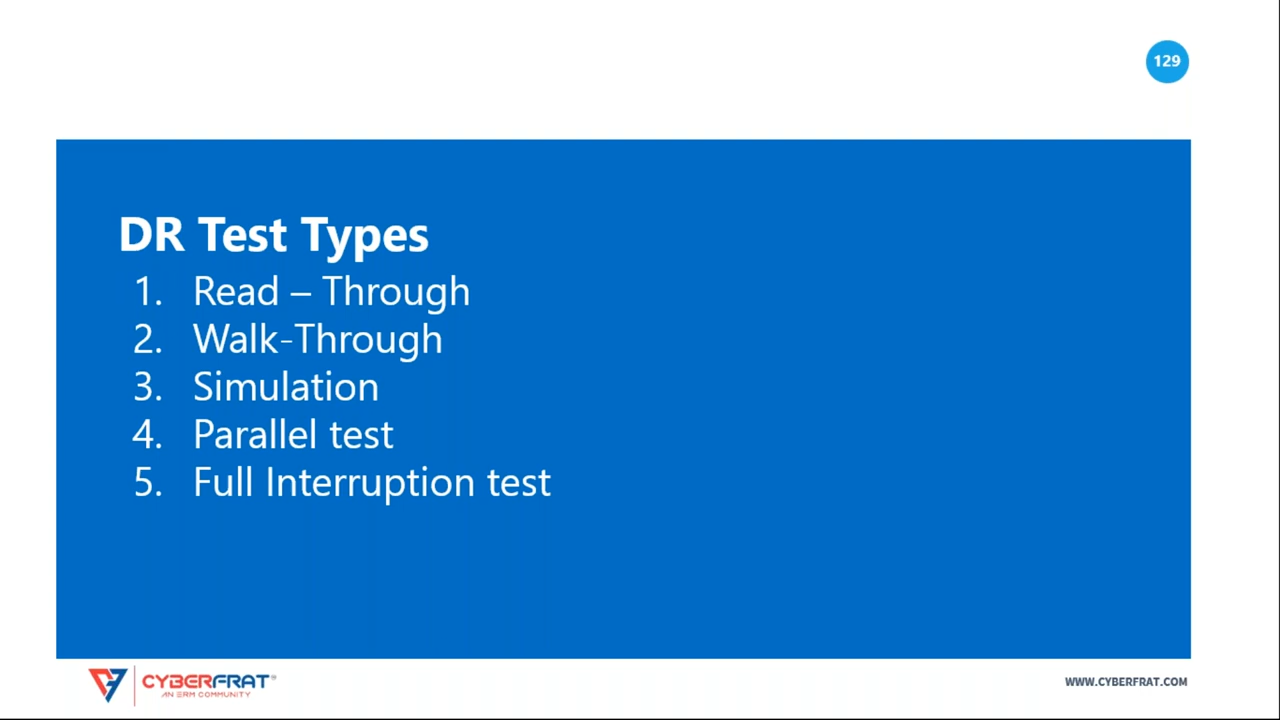 129
DR Test Types
1. Read – Through
2. Walk-Through
3. Simulation
4. Parallel test
5. Full Interruption test
CYBERFRAT
AN ERM COMMUNITY
WWW.CYBERFRAT.COM